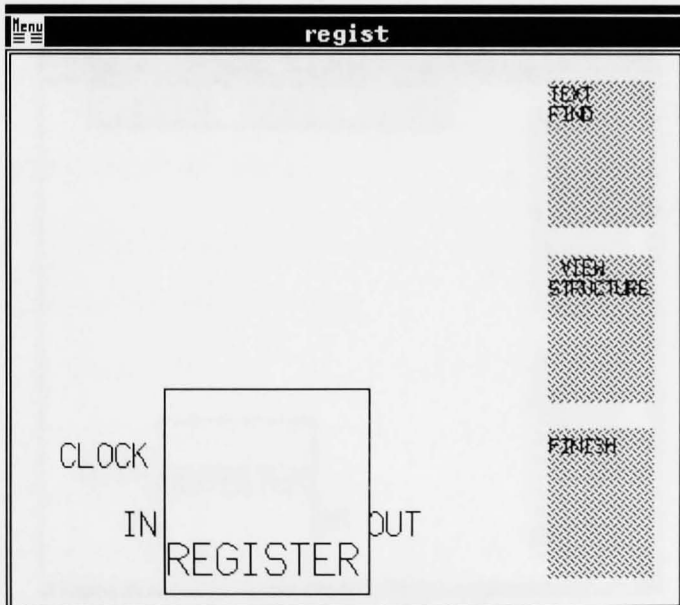 Menu
regist
TEXT
FIND
VIEW
STRUCTURE
FINISH
CLOCK
IN
OUT
REGISTER